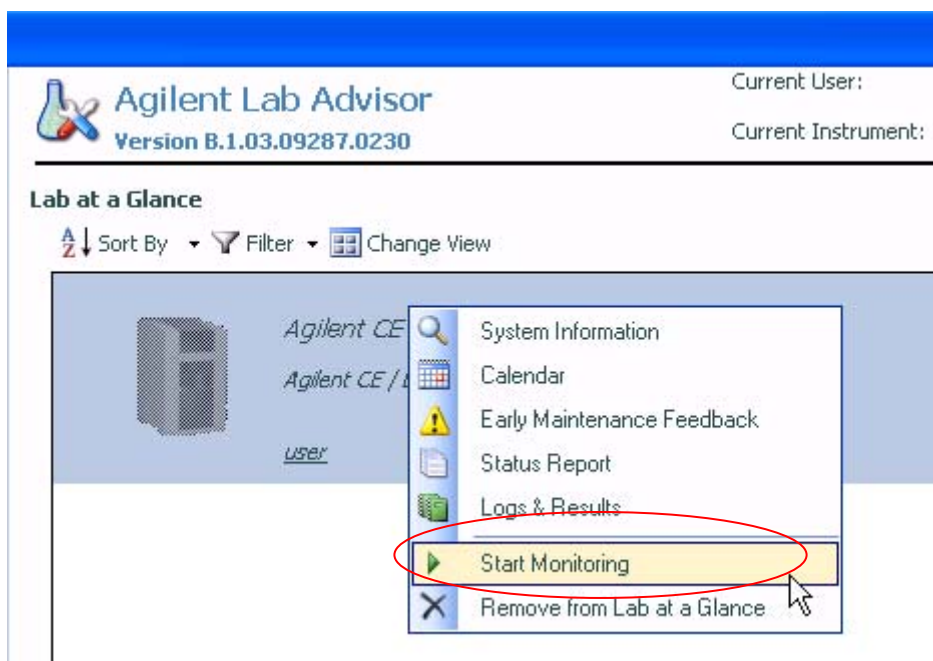 Agilent Lab Advisor
Version B.1.03.09287.0230
Current User:
Current Instrument:
Lab at a Glance
AZ Sort By Filter Change View
Agilent CE
Agilent CE /
user
System Information
Calendar
Early Maintenance Feedback
Status Report
Logs & Results
Start Monitoring
Remove from Lab at a Glance